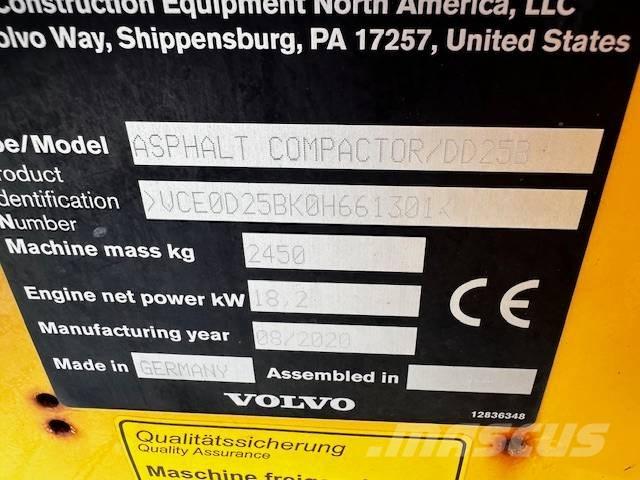 Construction Equipment North America, LLC
olvo Way, Shippensburg, PA 17257, United States
pe/Model ASPHALT COMPACTOR/DD25B
roduct
dentification >VCE0D25BK0H661301<
Number
Machine mass kg 2450
Engine net power kW 18,2
Manufacturing year 08/2020
CE
Made in GERMANY Assembled in
VOLVO 12836348
Qualitätssicherung
Quality Assurance
MASCUS